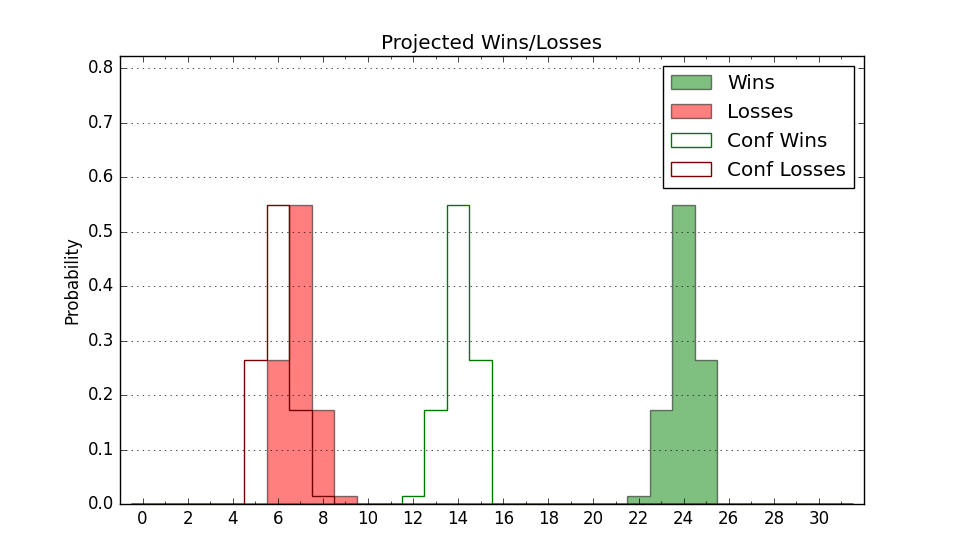 Projected Wins/Losses
0.8
0.7
0.6
0.5
0.4
0.3
0.2
0.1
0.0
Probability
Wins
Losses
Conf Wins
Conf Losses
0 2 4 6 8 10 12 14 16 18 20 22 24 26 28 30